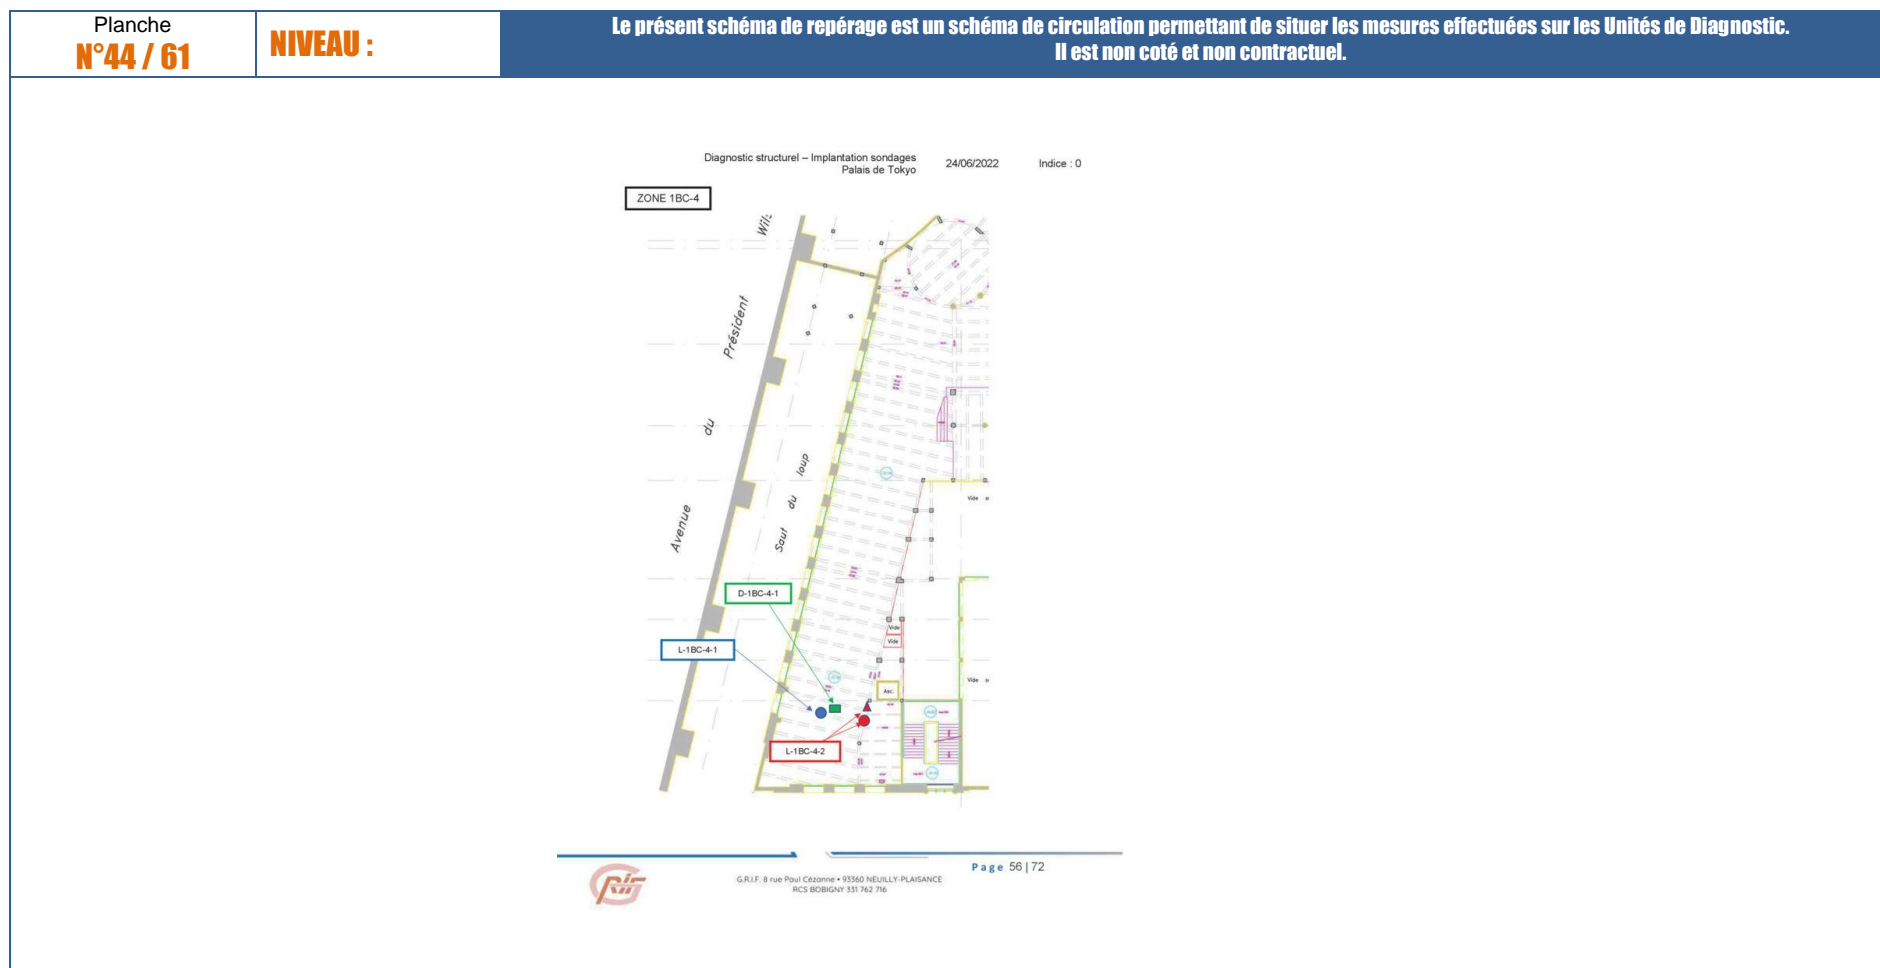 Planche
N°44 / 61
NIVEAU :
Le présent schéma de repérage est un schéma de circulation permettant de situer les mesures effectuées sur les Unités de Diagnostic.
Il est non coté et non contractuel.
Diagnostic structurel – Implantation sondages
Palais de Tokyo
24/06/2022
Indice : 0
ZONE 1BC-4
Avenue du Président
Saut du loup
Vide
D-1BC-4-1
Vide
Vide
L-1BC-4-1
Vide
Asc.
L-1BC-4-2
Page 56 | 72
G.R.I.F. 8 rue Paul Cézanne • 93360 NEUILLY-PLAISANCE
RCS BOBIGNY 331 762 716